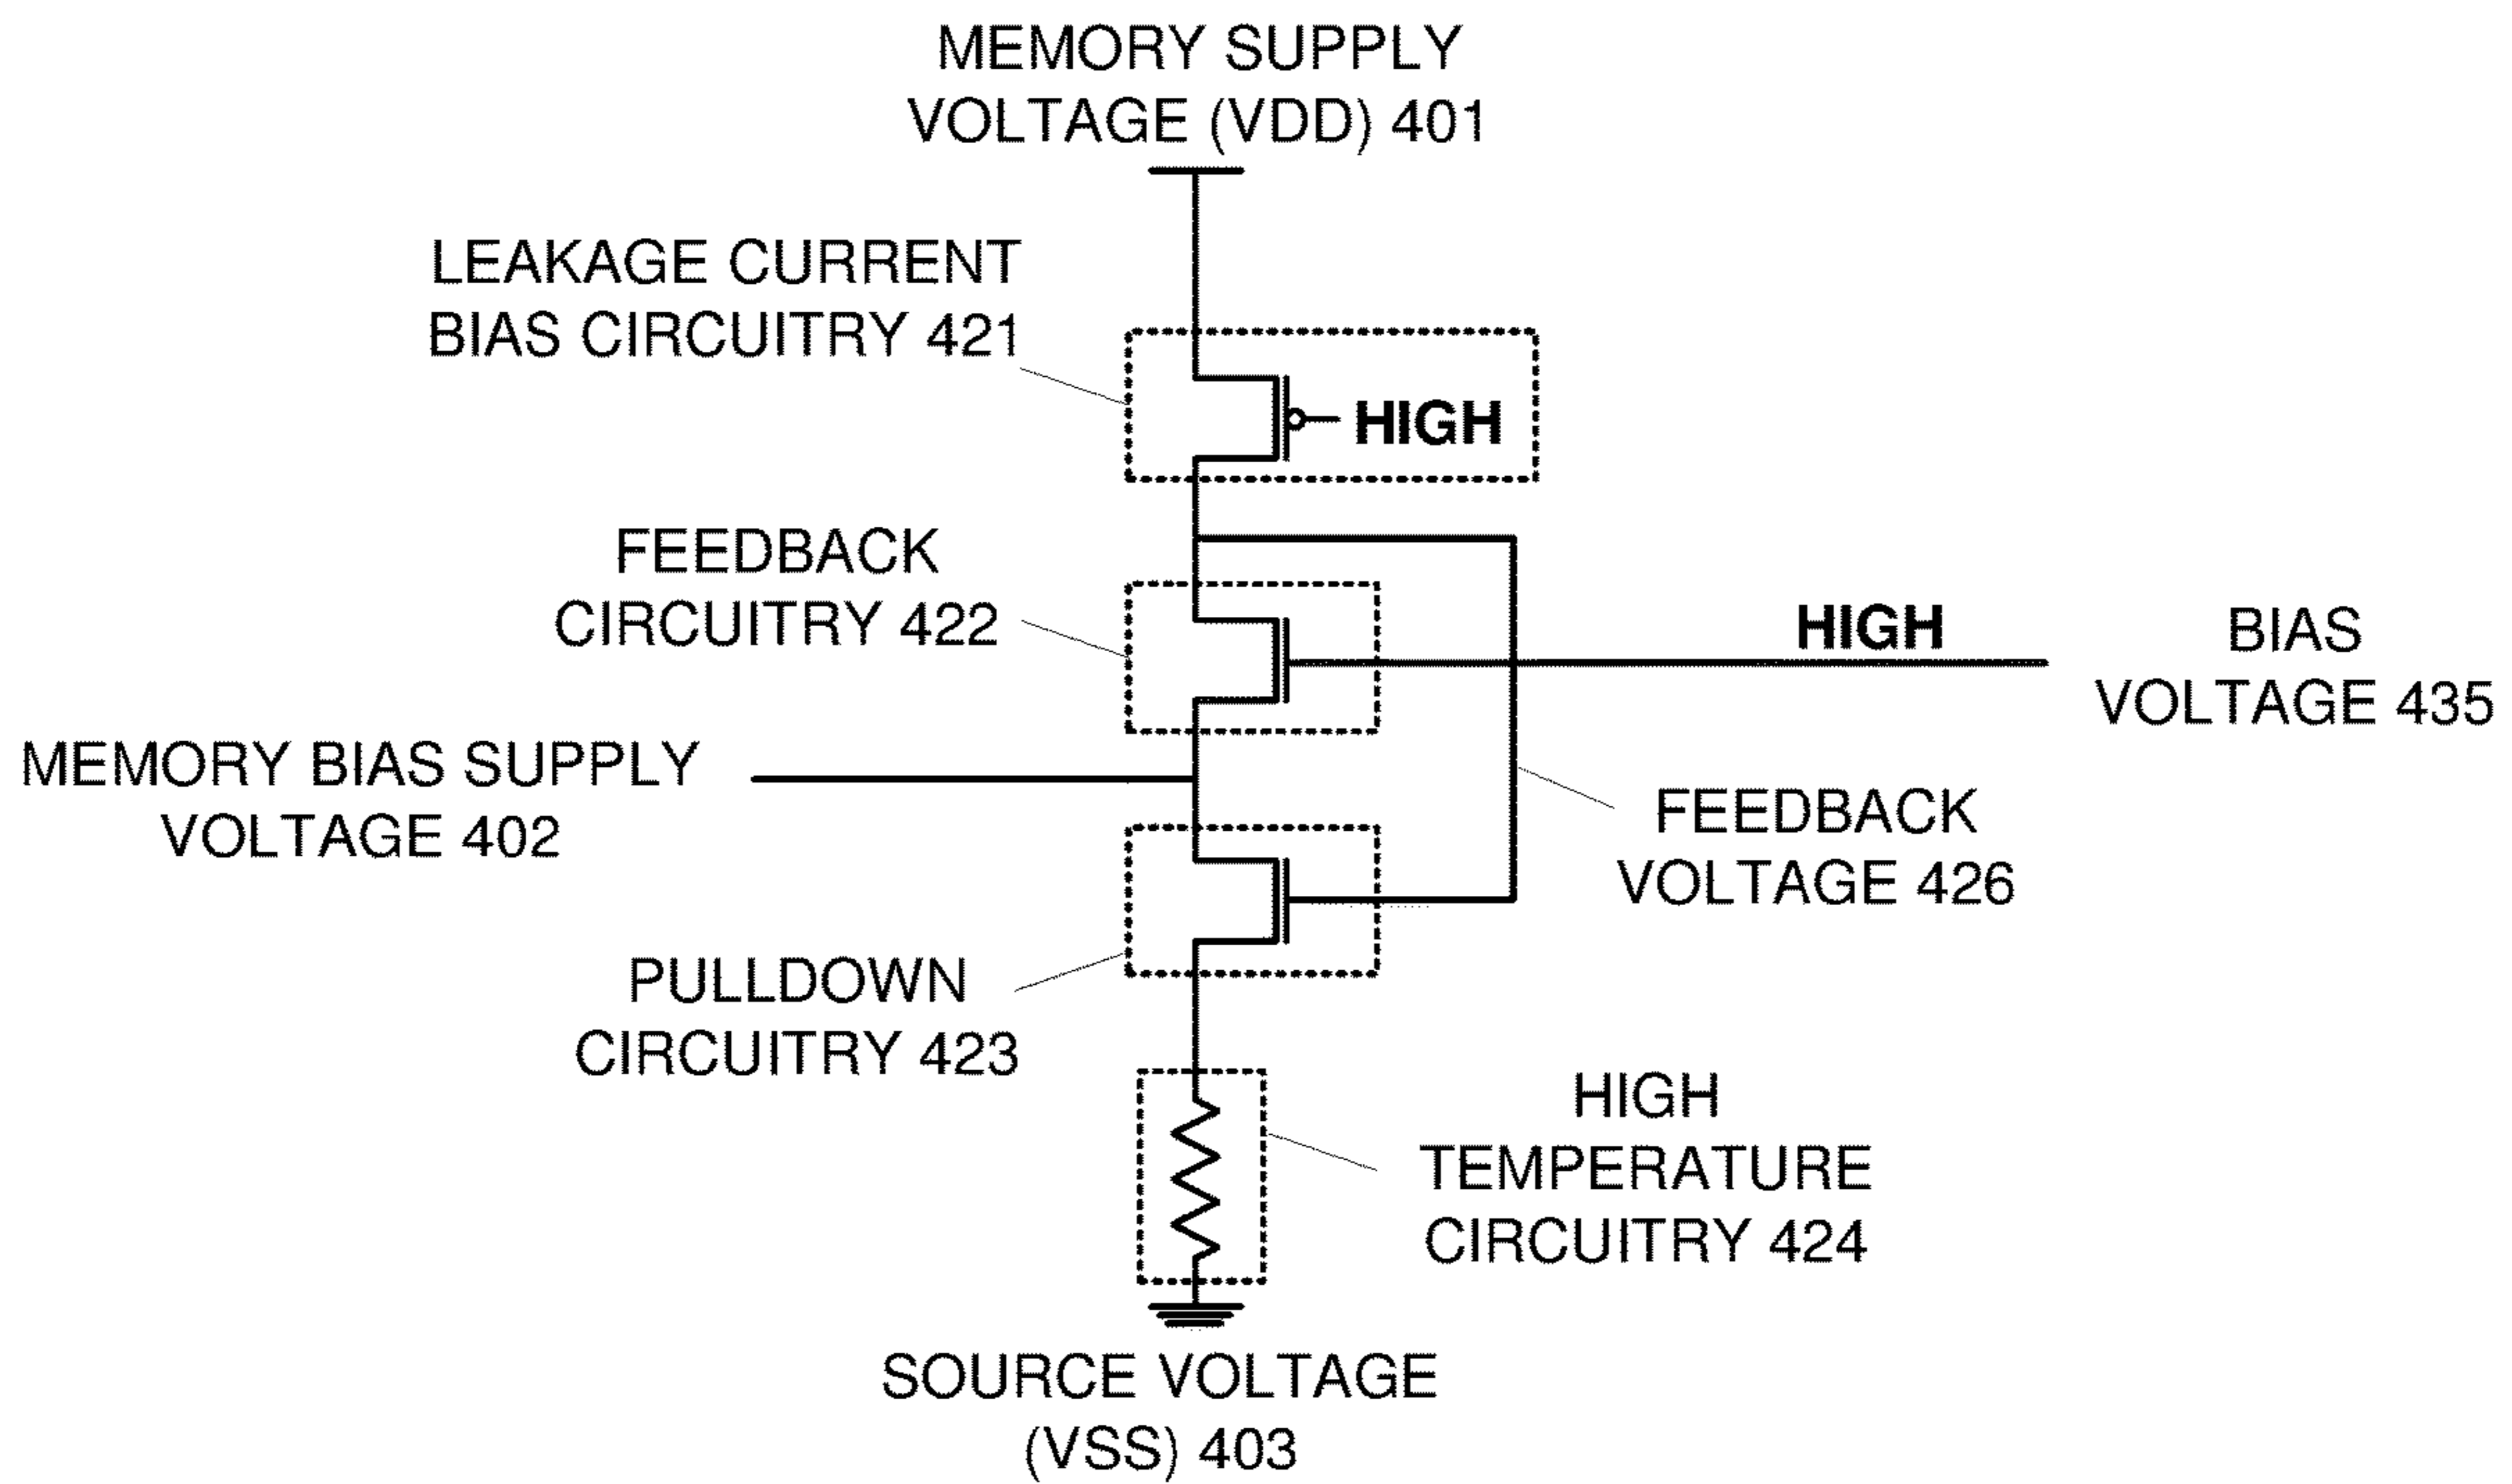 MEMORY SUPPLY
VOLTAGE (VDD) 401
LEAKAGE CURRENT
BIAS CIRCUITRY 421
HIGH
FEEDBACK
CIRCUITRY 422
HIGH
BIAS
VOLTAGE 435
MEMORY BIAS SUPPLY
VOLTAGE 402
FEEDBACK
VOLTAGE 426
PULLDOWN
CIRCUITRY 423
HIGH
TEMPERATURE
CIRCUITRY 424
SOURCE VOLTAGE
(VSS) 403